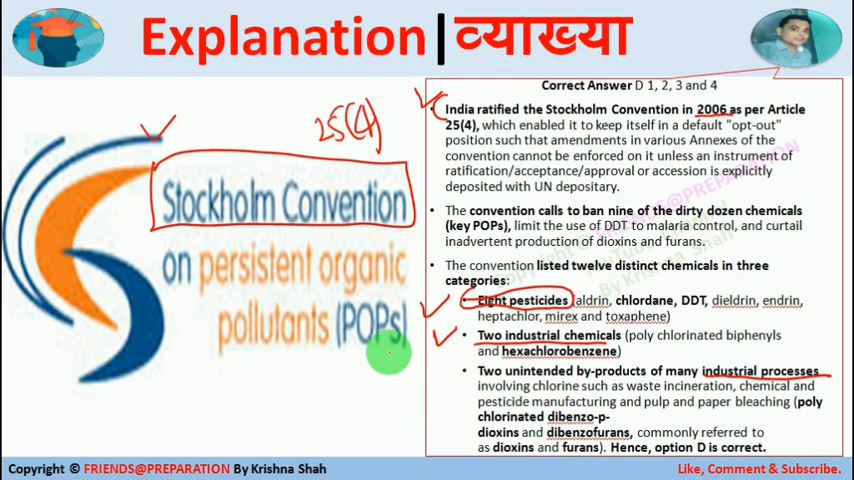 Explanation|व्याख्या
25(4)
Stockholm Convention
on persistent organic
pollutants (POPs)
Correct Answer D 1, 2, 3 and 4
India ratified the Stockholm Convention in 2006 as per Article
25(4), which enabled it to keep itself in a default "opt-out"
position such that amendments in various Annexes of the
convention cannot be enforced on it unless an instrument of
ratification/acceptance/approval or accession is explicitly
deposited with UN depositary.
• The convention calls to ban nine of the dirty dozen chemicals
(key POPs), limit the use of DDT to malaria control, and curtail
inadvertent production of dioxins and furans.
• The convention listed twelve distinct chemicals in three
categories:
• Eight pesticides (aldrin, chlordane, DDT, dieldrin, endrin,
heptachlor, mirex and toxaphene)
• Two industrial chemicals (poly chlorinated biphenyls
and hexachlorobenzene)
• Two unintended by-products of many industrial processes
involving chlorine such as waste incineration, chemical and
pesticide manufacturing and pulp and paper bleaching (poly
chlorinated dibenzo-p-
dioxins and dibenzofurans, commonly referred to
as dioxins and furans). Hence, option D is correct.
Copyright © FRIENDS@PREPARATION By Krishna Shah
Like, Comment & Subscribe.